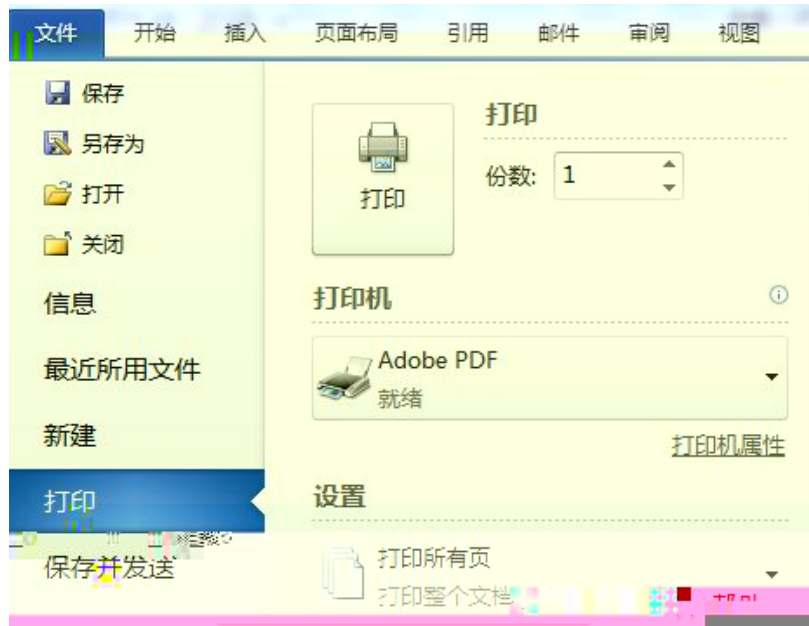 文件 开始 插入 页面布局 引用 邮件 审阅 视图
保存
另存为
打开
关闭
信息
最近所用文件
新建
打印
保存并发送
打印
打印
份数: 1
打印机
Adobe PDF
就绪
打印机属性
设置
打印所有页
打印整个文档